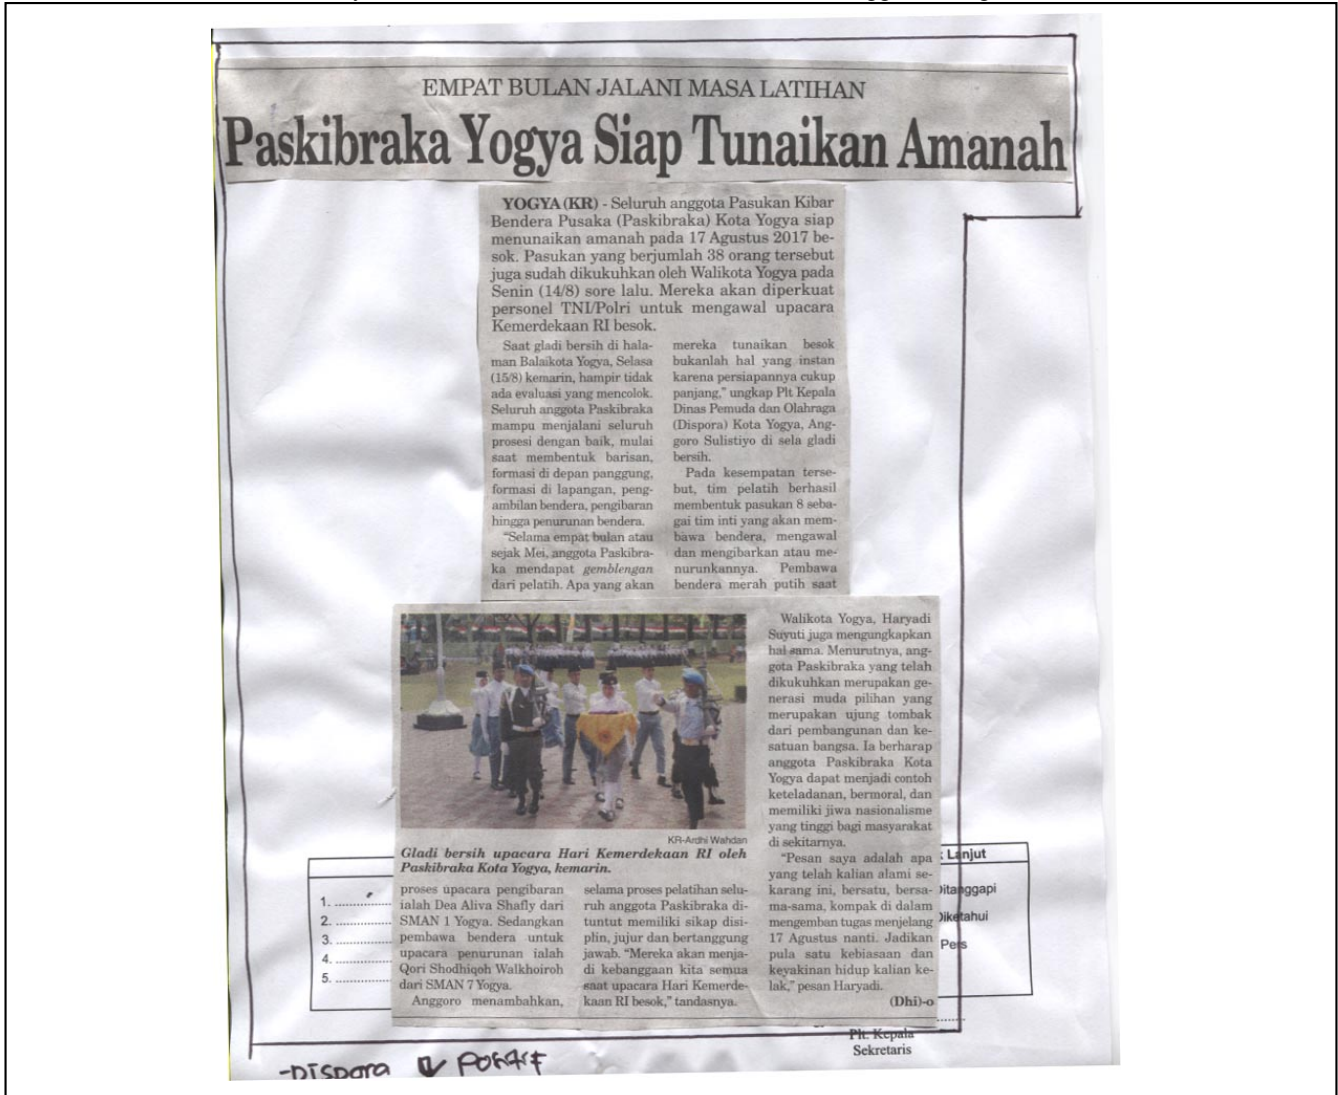 EMPAT BULAN JALANI MASA LATIHAN
Paskibraka Yogya Siap Tunaikan Amanah
YOGYA (KR) - Seluruh anggota Pasukan Kibar
Bendera Pusaka (Paskibraka) Kota Yogya siap
menunaikan amanah pada 17 Agustus 2017 be-
sok. Pasukan yang berjumlah 38 orang tersebut
juga sudah dikukuhkan oleh Walikota Yogya pada
Senin (14/8) sore lalu. Mereka akan diperkuat
personel TNI/Polri untuk mengawal upacara
Kemerdekaan RI besok.
Saat gladi bersih di hala-
man Balaikota Yogya, Selasa
(15/8) kemarin, hampir tidak
ada evaluasi yang mencolok.
Seluruh anggota Paskibraka
mampu menjalani seluruh
prosesi dengan baik, mulai
saat membentuk barisan,
formasi di depan panggung,
formasi di lapangan, peng-
ambilan bendera, pengibaran
hingga penurunan bendera.
"Selama empat bulan atau
sejak Mei, anggota Paskibra-
ka mendapat gemblengan
dari pelatih. Apa yang akan
mereka tunaikan besok
bukanlah hal yang instan
karena persiapannya cukup
panjang," ungkap Plt Kepala
Dinas Pemuda dan Olahraga
(Dispora) Kota Yogya, Ang-
goro Sulistiyo di sela gladi
bersih.
Pada kesempatan terse-
but, tim pelatih berhasil
membentuk pasukan 8 seba-
gai tim inti yang akan mem-
bawa bendera, mengawal
dan mengibarkan atau me-
nurunkannya. Pembawa
bendera merah putih saat
KR-Ardhi Wahdan
Gladi bersih upacara Hari Kemerdekaan RI oleh
Paskibraka Kota Yogya, kemarin.
proses upacara pengibaran
ialah Dea Aliva Shafly dari
SMAN 1 Yogya. Sedangkan
pembawa bendera untuk
upacara penurunan ialah
Qori Shodhiqoh Walkhoiroh
dari SMAN 7 Yogya.
Anggoro menambahkan,
selama proses pelatihan selu-
ruh anggota Paskibraka di-
tuntut memiliki sikap disi-
plin, jujur dan bertanggung
jawab. "Mereka akan menja-
di kebanggaan kita semua
saat upacara Hari Kemerde-
kaan RI besok," tandasnya.
Walikota Yogya, Haryadi
Suyuti juga mengungkapkan
hal sama. Menurutnya, ang-
gota Paskibraka yang telah
dikukuhkan merupakan ge-
nerasi muda pilihan yang
merupakan ujung tombak
dari pembangunan dan ke-
satuan bangsa. Ia berharap
anggota Paskibraka Kota
Yogya dapat menjadi contoh
keteladanan, bermoral, dan
memiliki jiwa nasionalisme
yang tinggi bagi masyarakat
di sekitarnya.
"Pesan saya adalah apa
yang telah kalian alami se-
karang ini, bersatu, bersa-
ma-sama, kompak di dalam
mengemban tugas menjelang
17 Agustus nanti. Jadikan
pula satu kebiasaan dan
keyakinan hidup kalian ke-
lak," pesan Haryadi.
(Dhi)-o
1. ..............
2. ..............
3. ..............
4. ..............
5. ..............
Lanjut
Ditanggapi
Diketahui
Pers
Plt. Kepala
Sekretaris
-Dispora